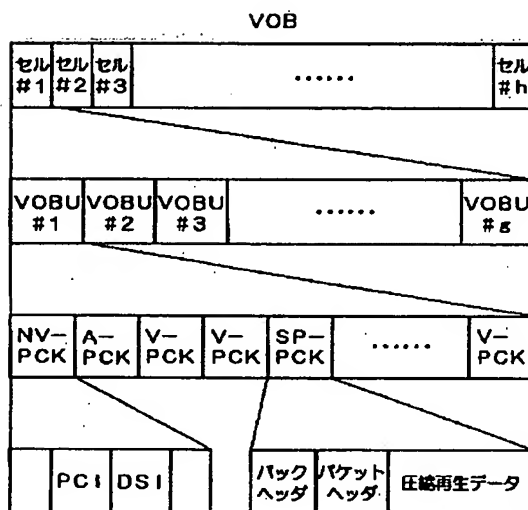 VOB
セル
#1
セル
#2
セル
#3
……
セル
#h
VOBU
#1
VOBU
#2
VOBU
#3
……
VOBU
#g
NV-
PCK
A-
PCK
V-
PCK
V-
PCK
SP-
PCK
……
V-
PCK
PCI
DSI
パック
ヘッダ
パケット
ヘッダ
圧縮再生データ